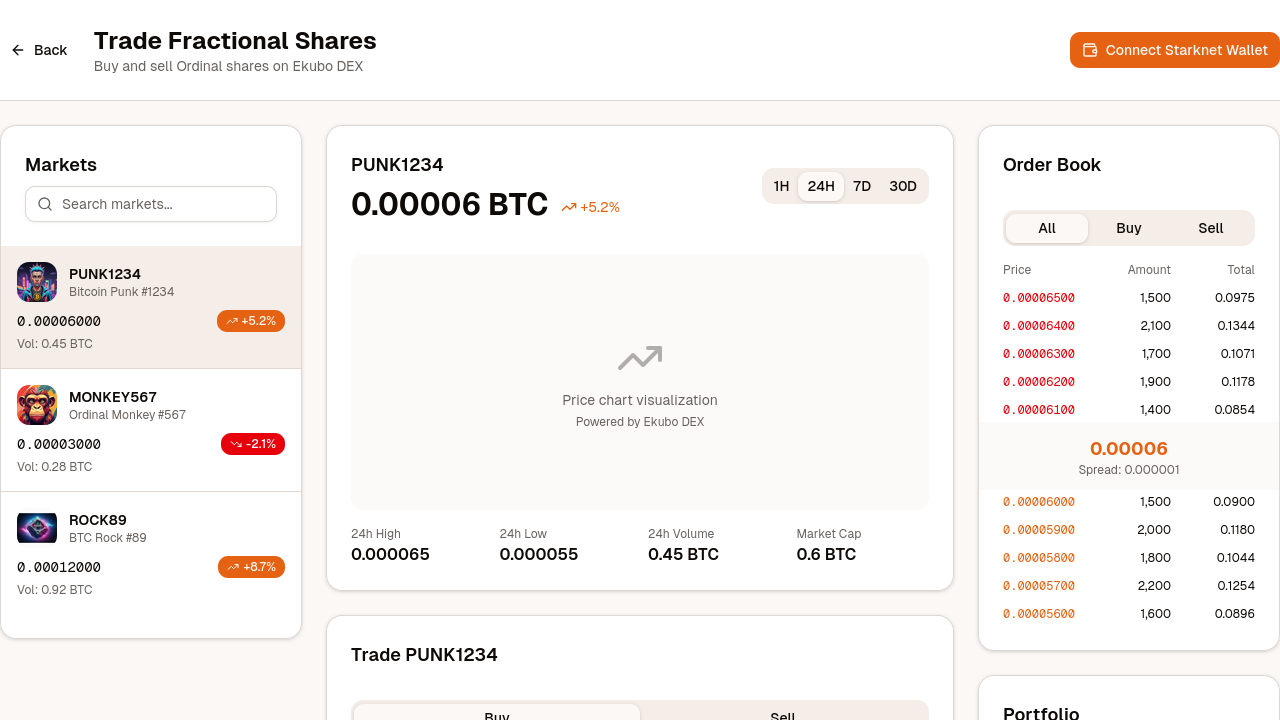 Back
Trade Fractional Shares
Buy and sell Ordinal shares on Ekubo DEX
Connect Starknet Wallet
Markets
Search markets...
PUNK1234
Bitcoin Punk #1234
0.00006000
+5.2%
Vol: 0.45 BTC
MONKEY567
Ordinal Monkey #567
0.00003000
-2.1%
Vol: 0.28 BTC
ROCK89
BTC Rock #89
0.00012000
+8.7%
Vol: 0.92 BTC
PUNK1234
0.00006 BTC +5.2%
1H 24H 7D 30D
Price chart visualization
Powered by Ekubo DEX
24h High 24h Low 24h Volume Market Cap
0.000065 0.000055 0.45 BTC 0.6 BTC
Trade PUNK1234
Buy Sell
Order Book
All Buy Sell
Price Amount Total
0.00006500 1,500 0.0975
0.00006400 2,100 0.1344
0.00006300 1,700 0.1071
0.00006200 1,900 0.1178
0.00006100 1,400 0.0854
0.00006
Spread: 0.000001
0.00006000 1,500 0.0900
0.00005900 2,000 0.1180
0.00005800 1,800 0.1044
0.00005700 2,200 0.1254
0.00005600 1,600 0.0896
Portfolio